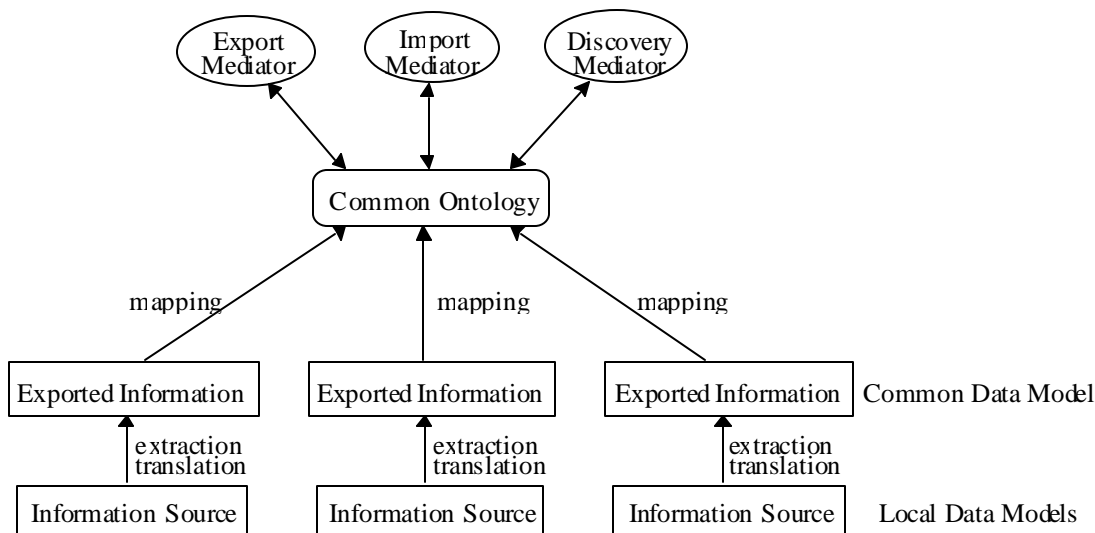 Export
Mediator
Import
Mediator
Discovery
Mediator
Common Ontology
mapping
mapping
mapping
Exported Information
Exported Information
Exported Information
Common Data Model
extraction
translation
extraction
translation
extraction
translation
Information Source
Information Source
Information Source
Local Data Models